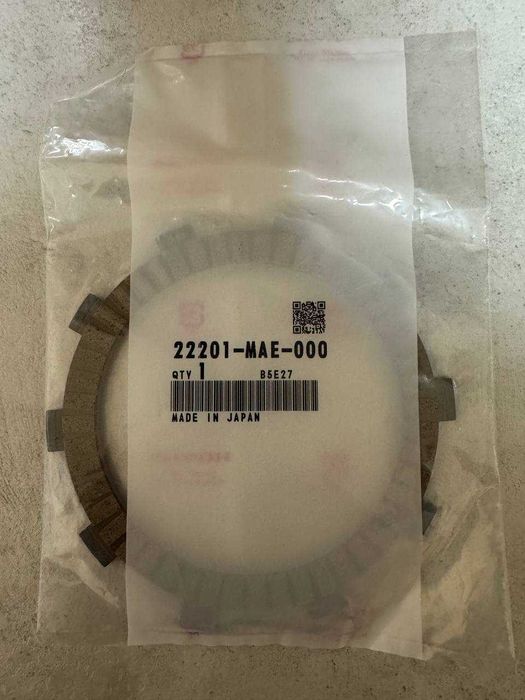 22201-MAE-000
QTY 1 B5E27
MADE IN JAPAN